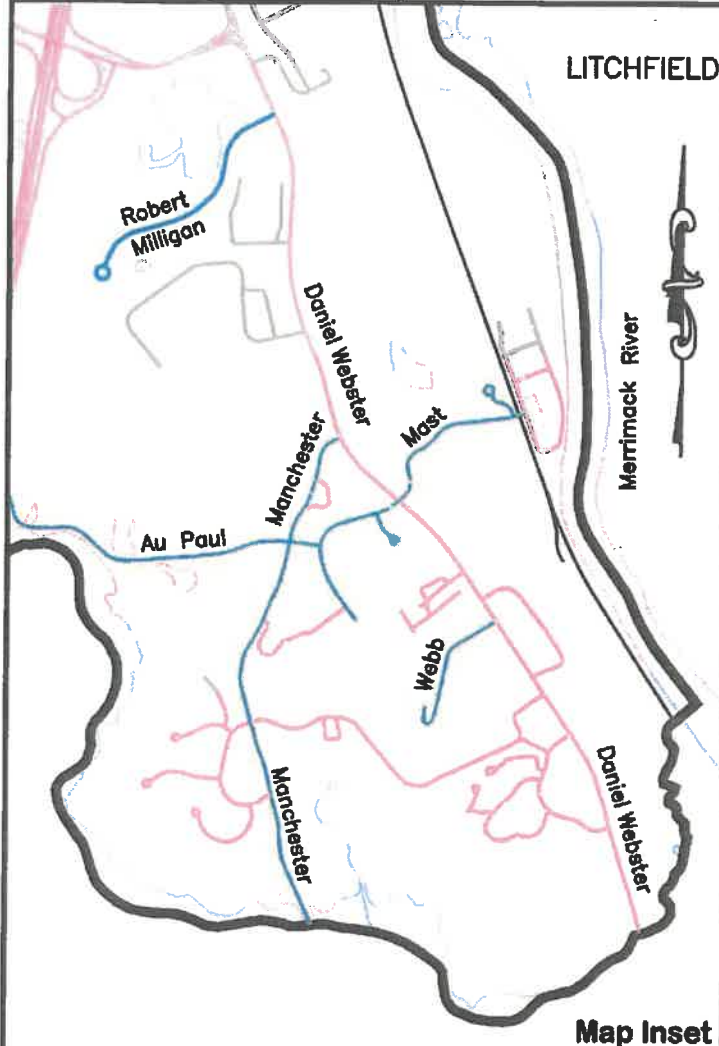 LITCHFIELD
Robert
Milligan
Daniel Webster
Merrimack River
Manchester
Mast
Au Paul
Webb
Manchester
Daniel Webster
Map Inset